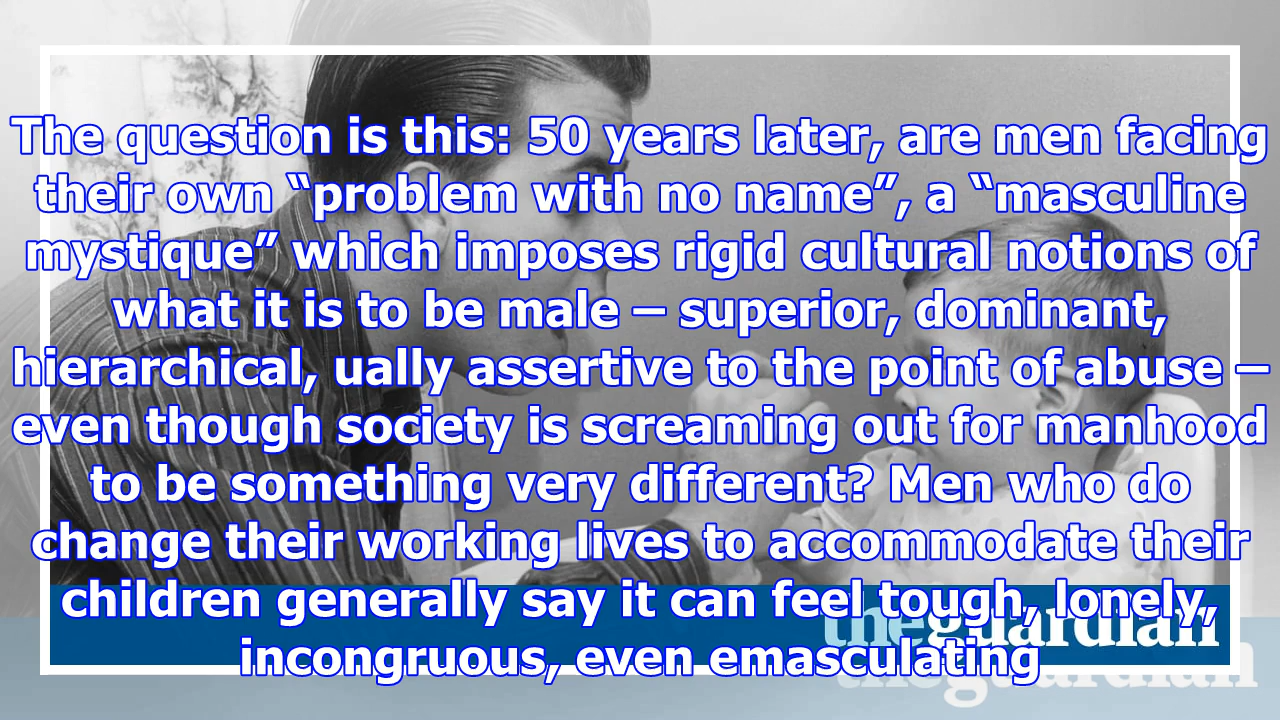 The question is this: 50 years later, are men facing
their own “problem with no name”, a “masculine
mystique” which imposes rigid cultural notions of
what it is to be male – superior, dominant,
hierarchical, ually assertive to the point of abuse –
even though society is screaming out for manhood
to be something very different? Men who do
change their working lives to accommodate their
children generally say it can feel tough, lonely,
incongruous, even emasculating
theguardian
theguardian